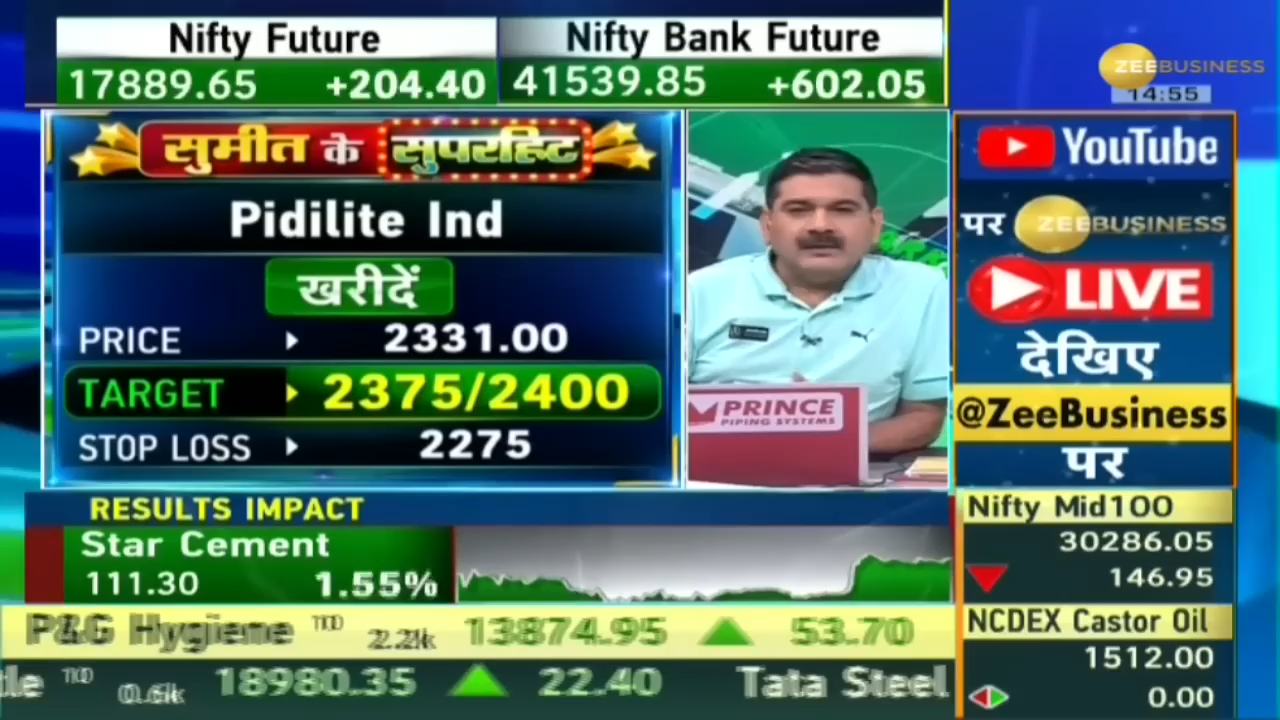 Nifty Future
17889.65 +204.40
Nifty Bank Future
41539.85 +602.05
ZEEBUSINESS
14:55
सुमीत के सुपरहिट
Pidilite Ind
खरीदें
PRICE 2331.00
TARGET 2375/2400
STOP LOSS 2275
PRINCE
PIPING SYSTEMS
YouTube
पर ZEEBUSINESS
LIVE
देखिए
@ZeeBusiness
पर
RESULTS IMPACT
Star Cement
111.30 1.55%
Nifty Mid100
30286.05
146.95
NCDEX Castor Oil
1512.00
0.00
P&G Hygiene 2.2k 13874.95 53.70
18980.35 22.40 Tata Steel